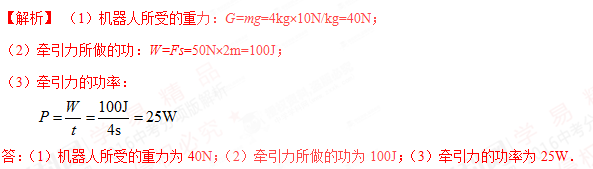 【解析】（1）机器人所受的重力：G=mg=4kg×10N/kg=40N；
（2）牵引力所做的功：W=Fs=50N×2m=100J；
（3）牵引力的功率：
P=W/t=100J/4s=25W
答：（1）机器人所受的重力为 40N；（2）牵引力所做的功为 100J；（3）牵引力的功率为 25W．